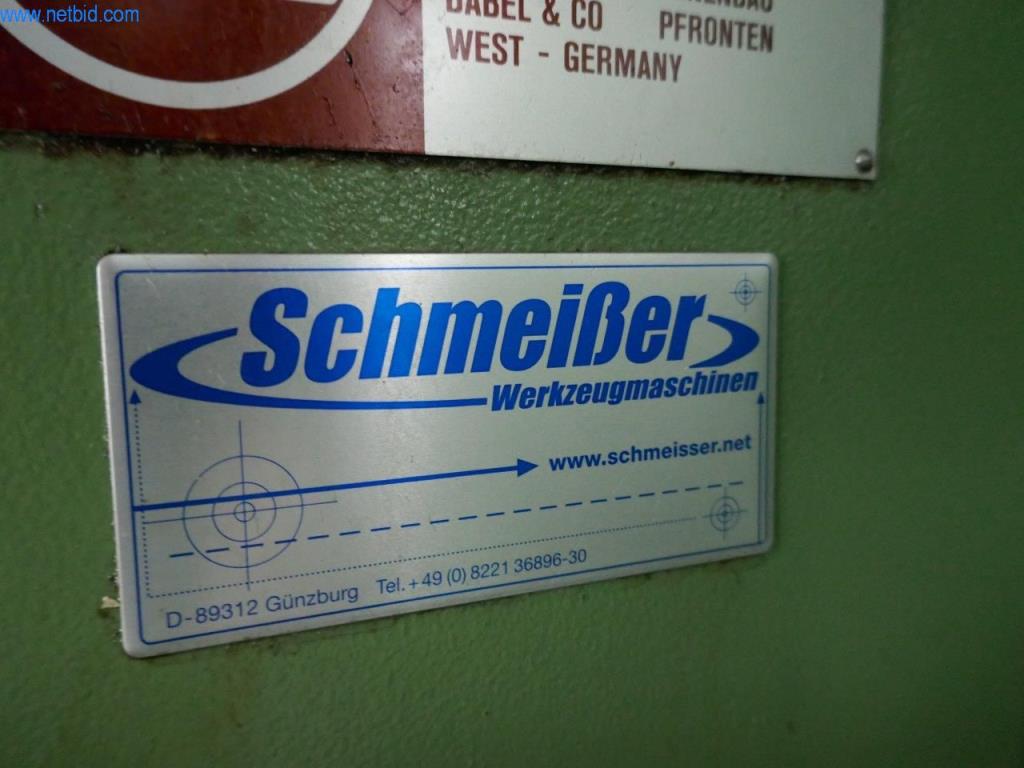 www.netbid.com
BABEL & CO PFRONTEN
WEST - GERMANY
Schmeißer
Werkzeugmaschinen
www.schmeisser.net
D-89312 Günzburg Tel. +49 (0) 8221 36896-30